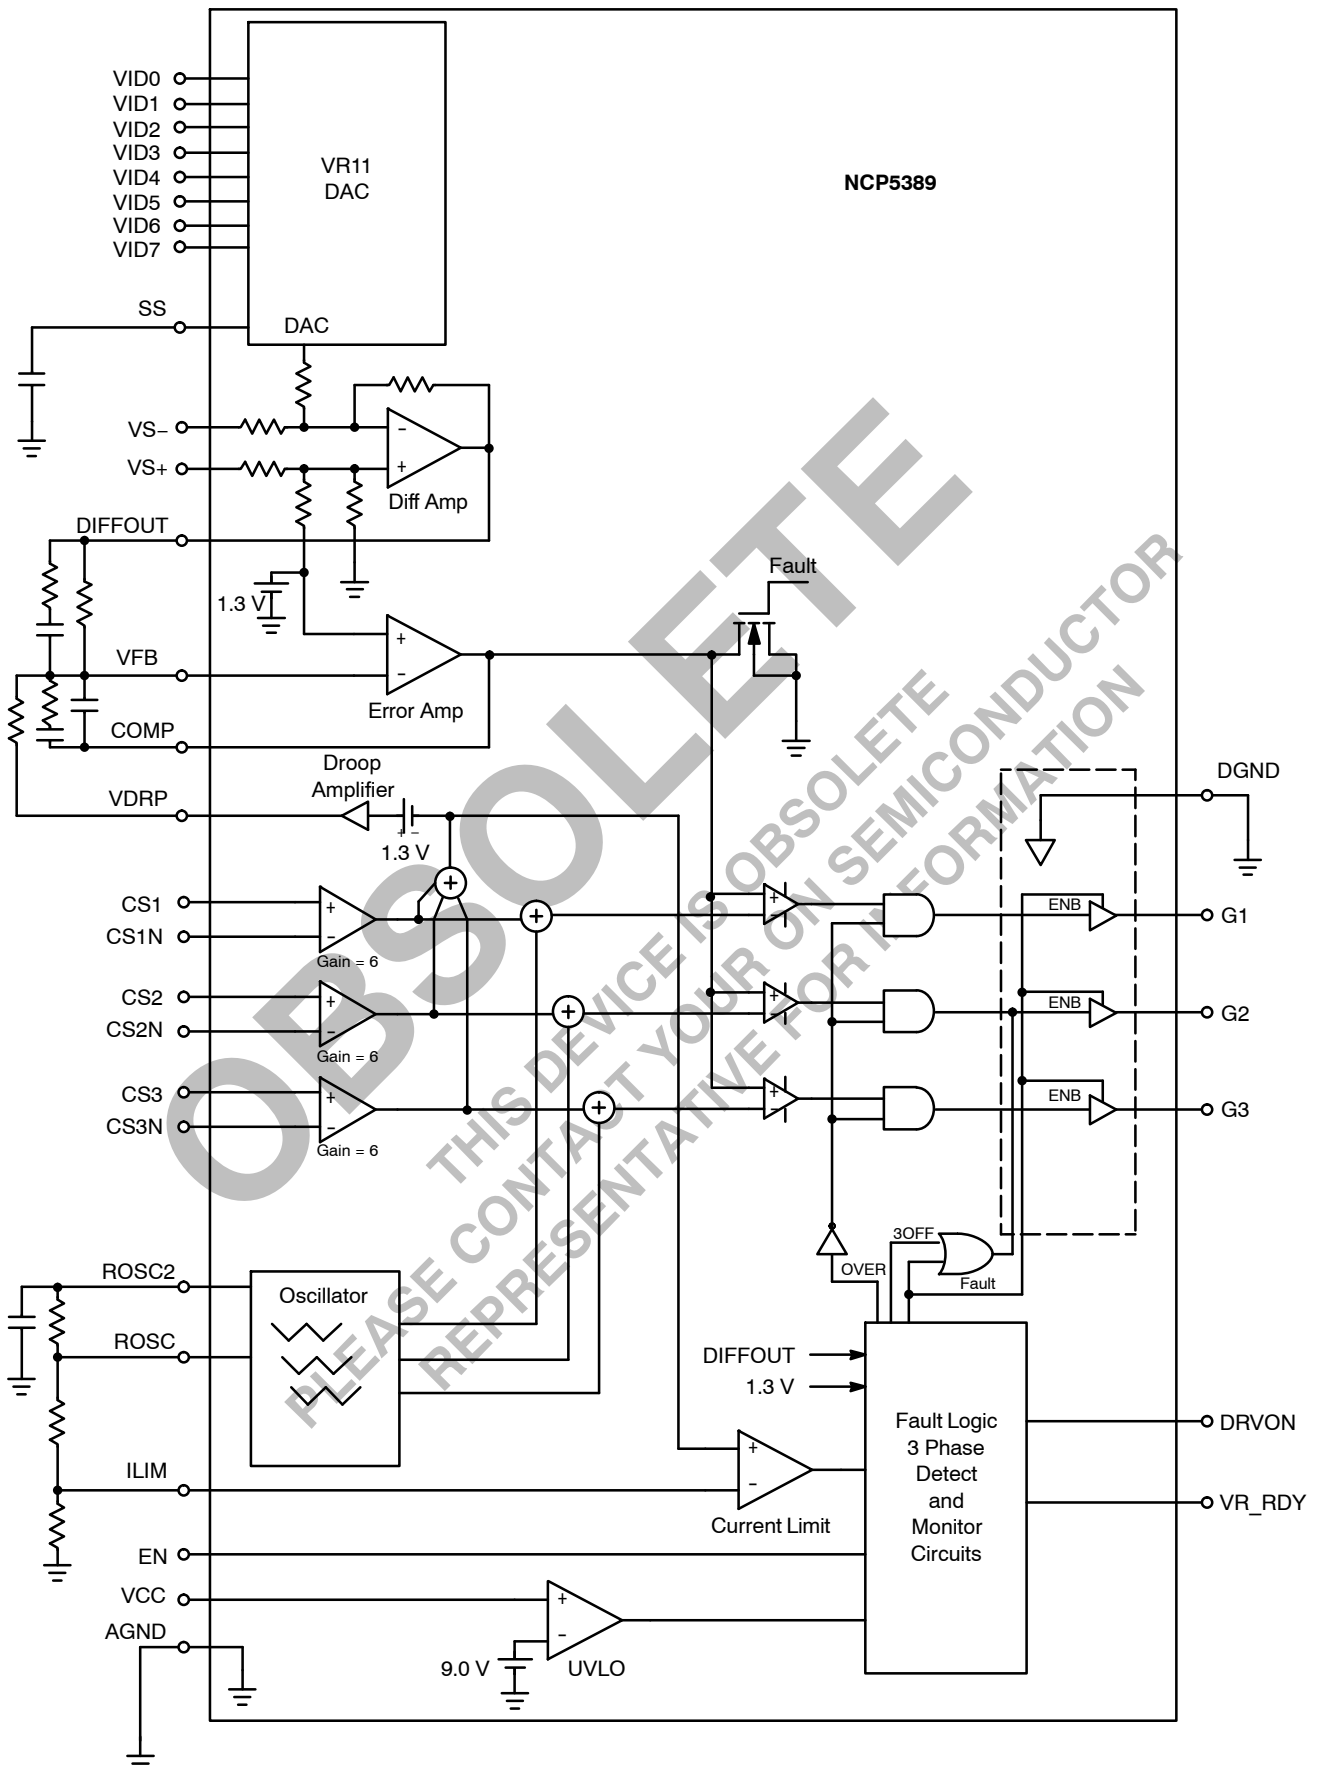 VID0
VID1
VID2
VID3
VID4
VID5
VID6
VID7
VR11
DAC
NCP5389
SS
DAC
VS−
VS+
−
+
Diff Amp
DIFFOUT
1.3 V
Fault
VFB
+
−
Error Amp
COMP
Droop
Amplifier
VDRP
+ −
1.3 V
DGND
+
CS1
CS1N
+
−
Gain = 6
+
+
−
ENB
G1
CS2
CS2N
+
−
Gain = 6
+
+
−
ENB
G2
CS3
CS3N
+
−
Gain = 6
+
+
−
ENB
G3
3OFF
OVER
Fault
ROSC2
ROSC
Oscillator
DIFFOUT
1.3 V
Fault Logic
3 Phase
Detect
and
Monitor
Circuits
DRVON
VR_RDY
ILIM
+
−
Current Limit
EN
VCC
AGND
+
−
9.0 V
UVLO
OBSOLETE
THIS DEVICE IS OBSOLETE
PLEASE CONTACT YOUR ON SEMICONDUCTOR
REPRESENTATIVE FOR INFORMATION